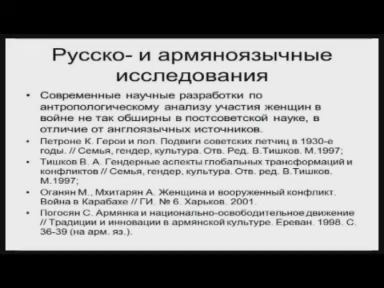 Русско- и армяноязычные
исследования
• Современные научные разработки по
антропологическому анализу участия женщин в
войне не так обширны в постсоветской науке, в
отличие от англоязычных источников.
• Петроне К. Герои и пол. Подвиги советских летчиц в 1930-е
годы. // Семья, гендер, культура. Отв. Ред. В.Тишков. М.1997;
• Тишков В. А. Гендерные аспекты глобальных трансформаций и
конфликтов // Семья, гендер, культура. Отв. ред. В.Тишков.
М.1997;
• Оганян М., Мхитарян А. Женщина и вооруженный конфликт.
Война в Карабахе // ГИ. № 6. Харьков. 2001.
• Погосян С. Армянка и национально-освободительное движение
// Традиции и инновации в армянской культуре. Ереван. 1998. С.
36-39 (на арм. яз.).